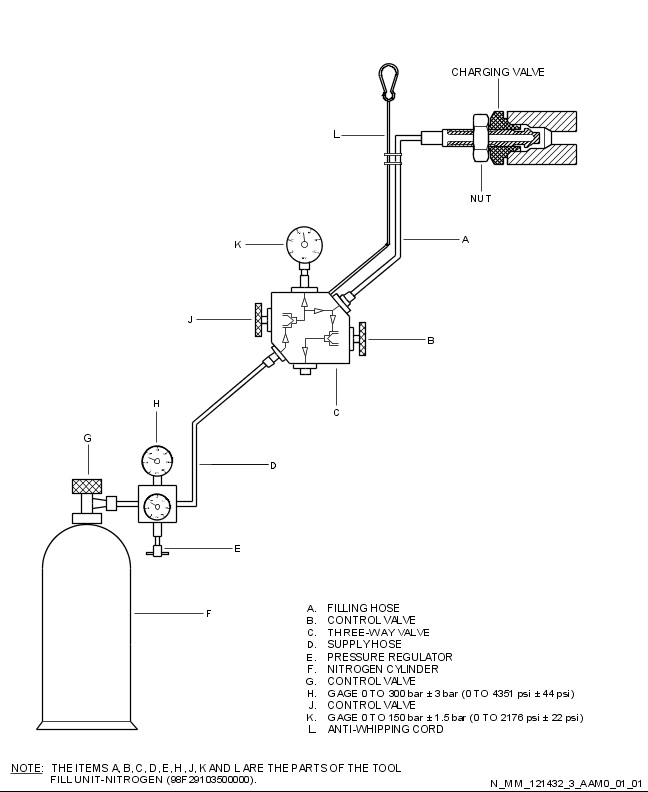 CHARGING VALVE
L
NUT
K
A
J
B
C
H
G
D
E
F
A. FILLING HOSE
B. CONTROL VALVE
C. THREE-WAY VALVE
D. SUPPLY HOSE
E. PRESSURE REGULATOR
F. NITROGEN CYLINDER
G. CONTROL VALVE
H. GAGE 0 TO 300 bar ± 3 bar (0 TO 4351 psi ± 44 psi)
J. CONTROL VALVE
K. GAGE 0 TO 150 bar ± 1.5 bar (0 TO 2176 psi ± 22 psi)
L. ANTI-WHIPPING CORD
NOTE: THE ITEMS A, B, C, D, E, H, J, K AND L ARE THE PARTS OF THE TOOL
FILL UNIT-NITROGEN (98F29103500000).
N_MM_121432_3_AAM0_01_01